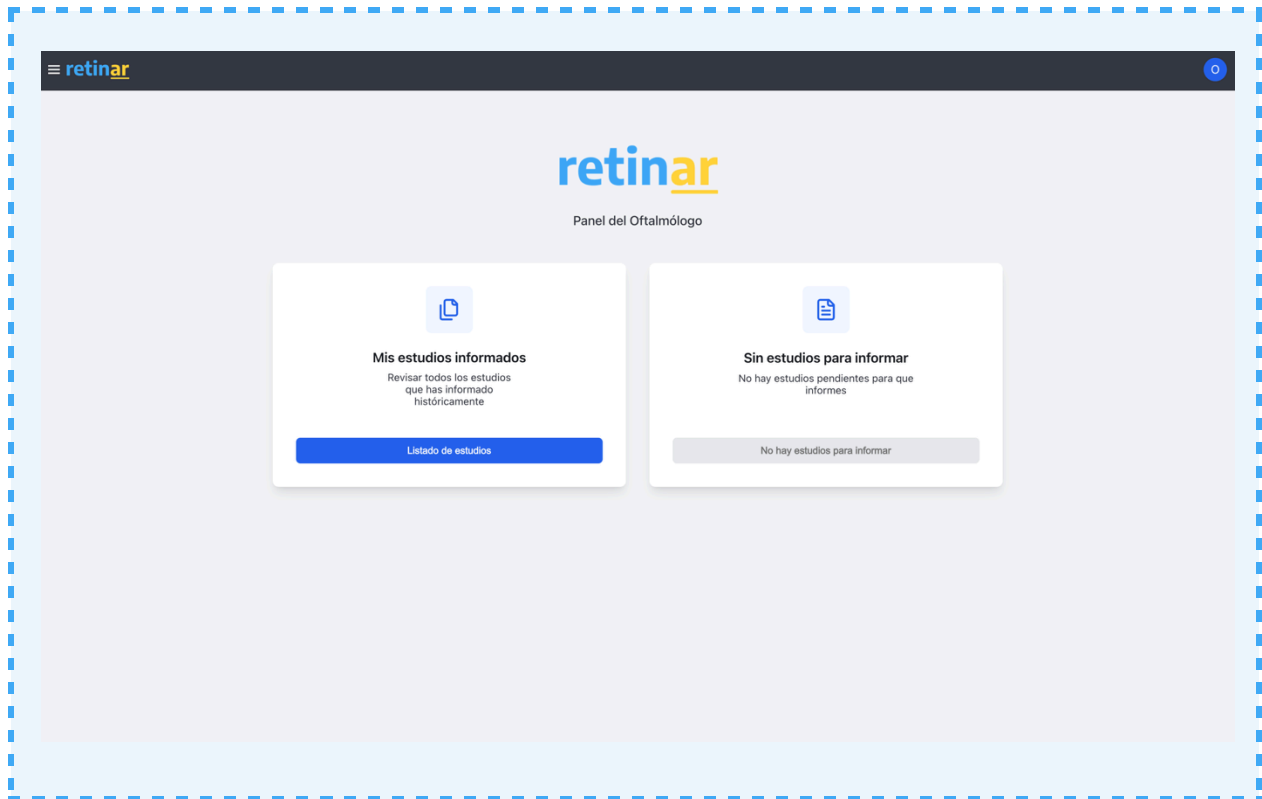 retinar
O
retinar
Panel del Oftalmólogo
Mis estudios informados
Revisar todos los estudios
que has informado
históricamente
Listado de estudios
Sin estudios para informar
No hay estudios pendientes para que
informes
No hay estudios para informar